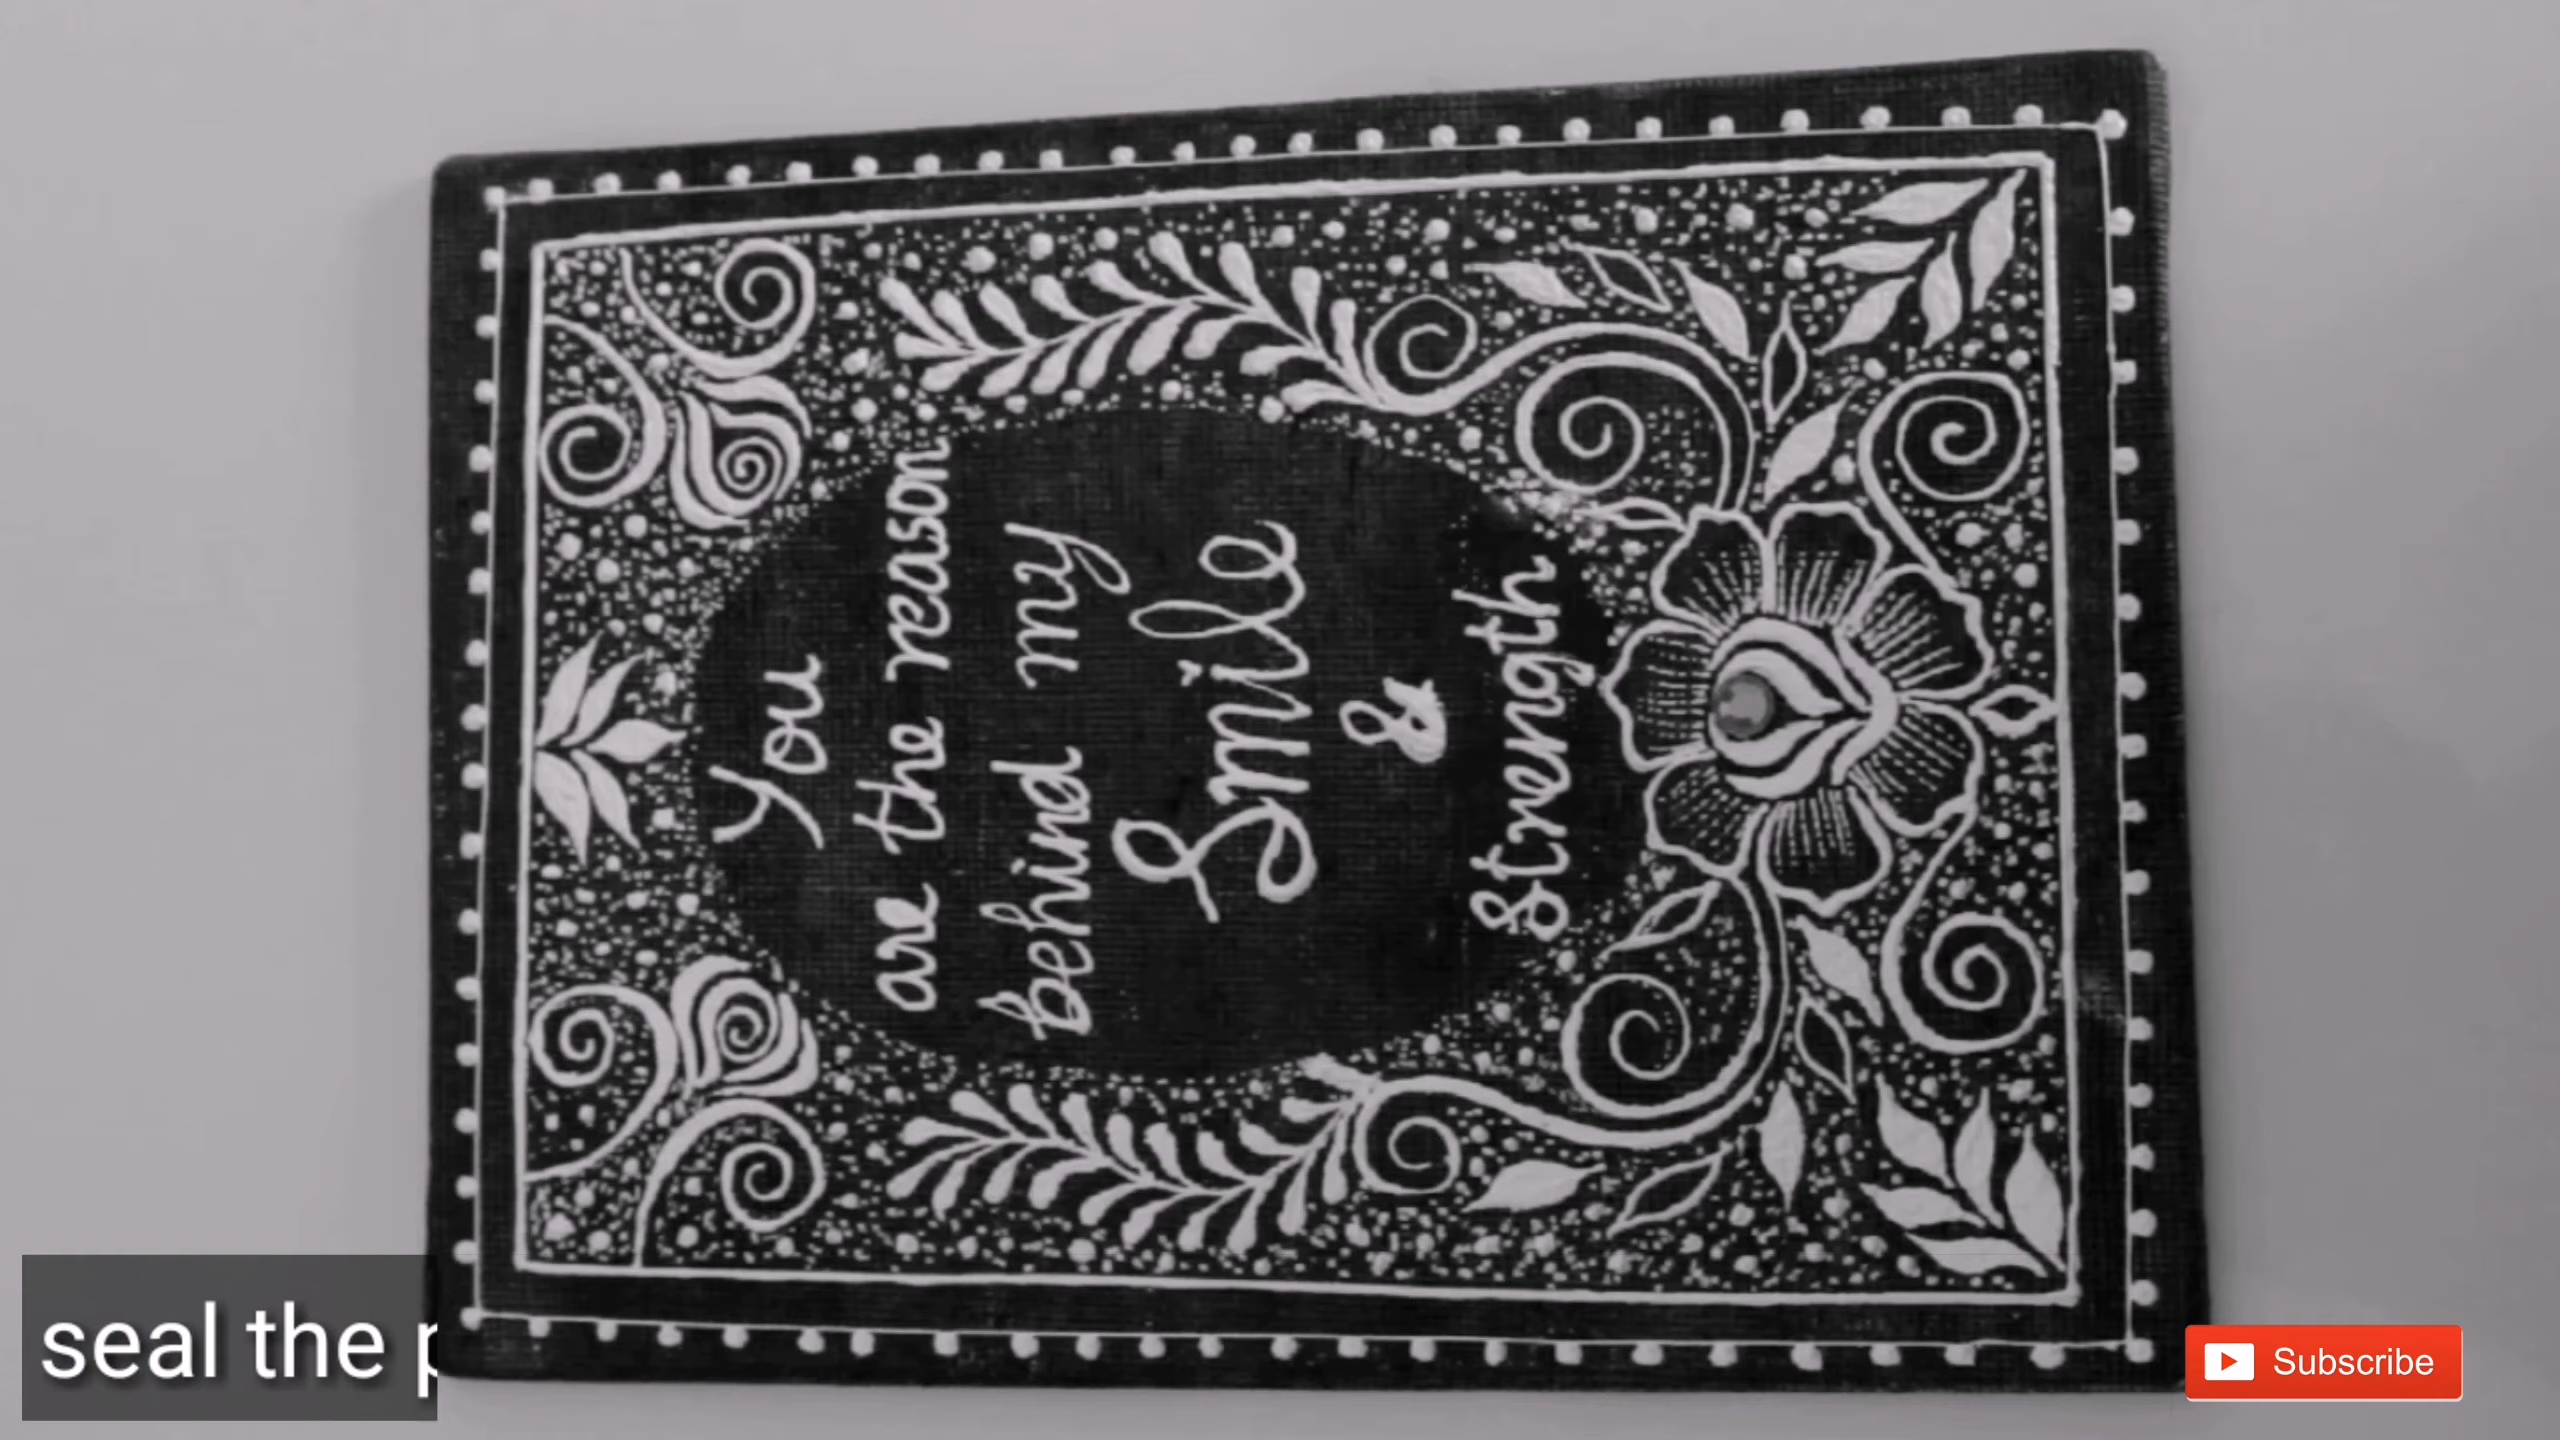 You
are the reason
behind my
Smile
&
Strength
seal the
Subscribe